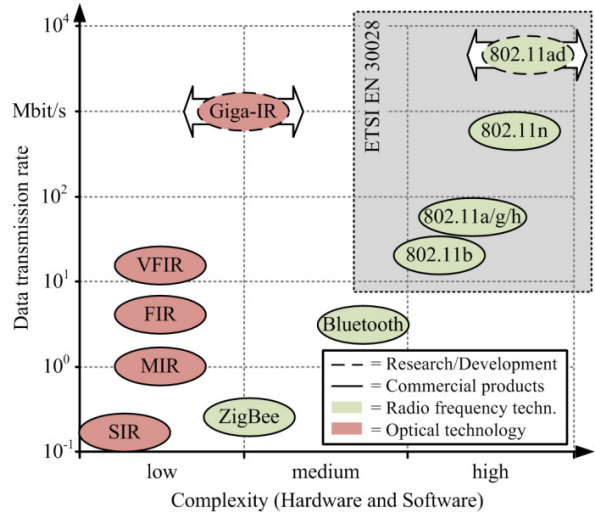 10⁴
Mbit/s
10²
10¹
10⁰
10⁻¹
Data transmission rate
ETSI EN 30028
802.11ad
Giga-IR
802.11n
802.11a/g/h
802.11b
VFIR
FIR
Bluetooth
MIR
ZigBee
SIR
= Research/Development
= Commercial products
= Radio frequency techn.
= Optical technology
low medium high
Complexity (Hardware and Software)